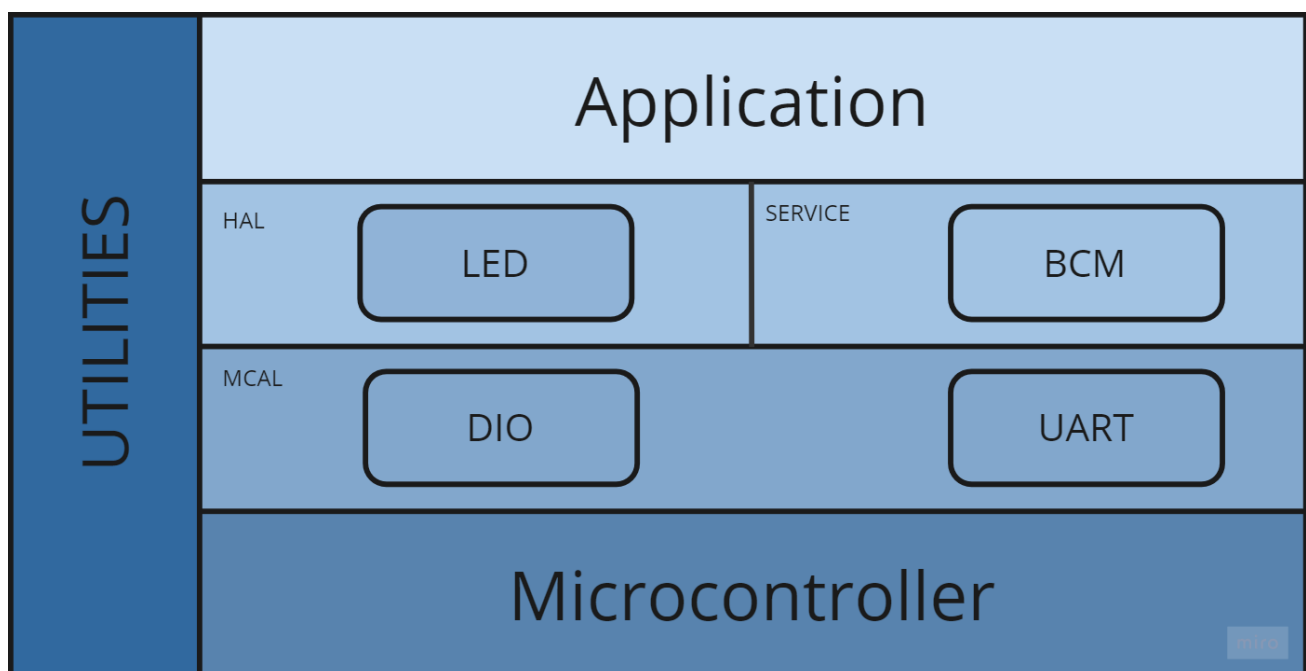 UTILITIES
Application
HAL
LED
SERVICE
BCM
MCAL
DIO
UART
Microcontroller
miro